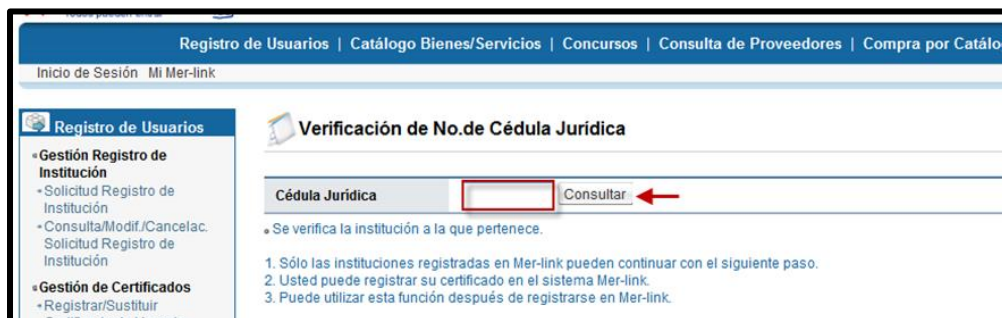 Registro de Usuarios | Catálogo Bienes/Servicios | Concursos | Consulta de Proveedores | Compra por Catálo
Inicio de Sesión Mi Mer-link
Registro de Usuarios
Gestión Registro de
Institución
Solicitud Registro de
Institución
Consulta/Modif./Cancelac.
Solicitud Registro de
Institución
Gestión de Certificados
Registrar/Sustituir
Verificación de No.de Cédula Jurídica
Cédula Jurídica Consultar
Se verifica la institución a la que pertenece.
1. Sólo las instituciones registradas en Mer-link pueden continuar con el siguiente paso.
2. Usted puede registrar su certificado en el sistema Mer-link.
3. Puede utilizar esta función después de registrarse en Mer-link.